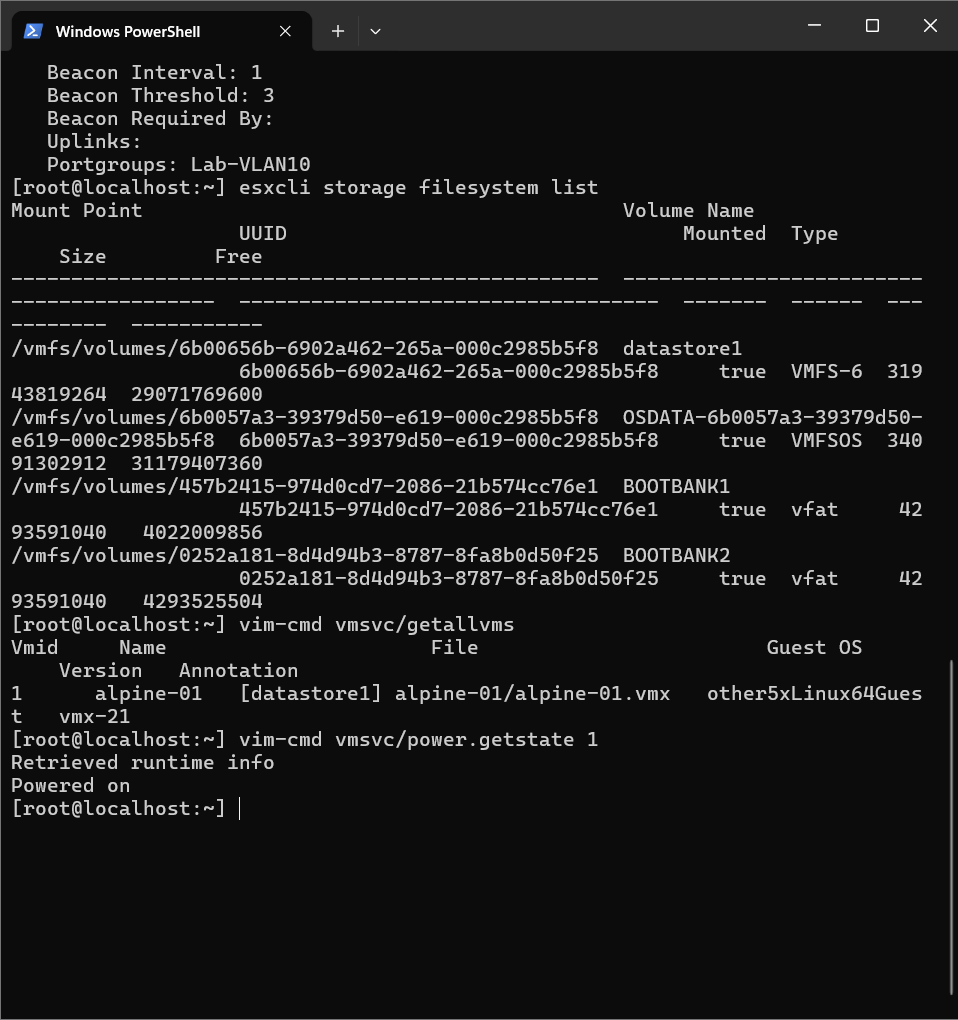 Windows PowerShell
   Beacon Interval: 1
   Beacon Threshold: 3
   Beacon Required By:
   Uplinks:
   Portgroups: Lab-VLAN10
[root@localhost:~] esxcli storage filesystem list
Mount Point                                        Volume Name
                   UUID                                 Mounted  Type
    Size         Free
-------------------------------------------------  -------------------------
-----------------  -----------------------------------  -------  ------  ---
--------  -----------
/vmfs/volumes/6b00656b-6902a462-265a-000c2985b5f8  datastore1
                   6b00656b-6902a462-265a-000c2985b5f8     true  VMFS-6  319
43819264  29071769600
/vmfs/volumes/6b0057a3-39379d50-e619-000c2985b5f8  OSDATA-6b0057a3-39379d50-
e619-000c2985b5f8  6b0057a3-39379d50-e619-000c2985b5f8     true  VMFSOS  340
91302912  31179407360
/vmfs/volumes/457b2415-974d0cd7-2086-21b574cc76e1  BOOTBANK1
                   457b2415-974d0cd7-2086-21b574cc76e1     true  vfat     42
93591040   4022009856
/vmfs/volumes/0252a181-8d4d94b3-8787-8fa8b0d50f25  BOOTBANK2
                   0252a181-8d4d94b3-8787-8fa8b0d50f25     true  vfat     42
93591040   4293525504
[root@localhost:~] vim-cmd vmsvc/getallvms
Vmid     Name                      File                        Guest OS
    Version   Annotation
1      alpine-01   [datastore1] alpine-01/alpine-01.vmx   other5xLinux64Gues
t   vmx-21
[root@localhost:~] vim-cmd vmsvc/power.getstate 1
Retrieved runtime info
Powered on
[root@localhost:~]